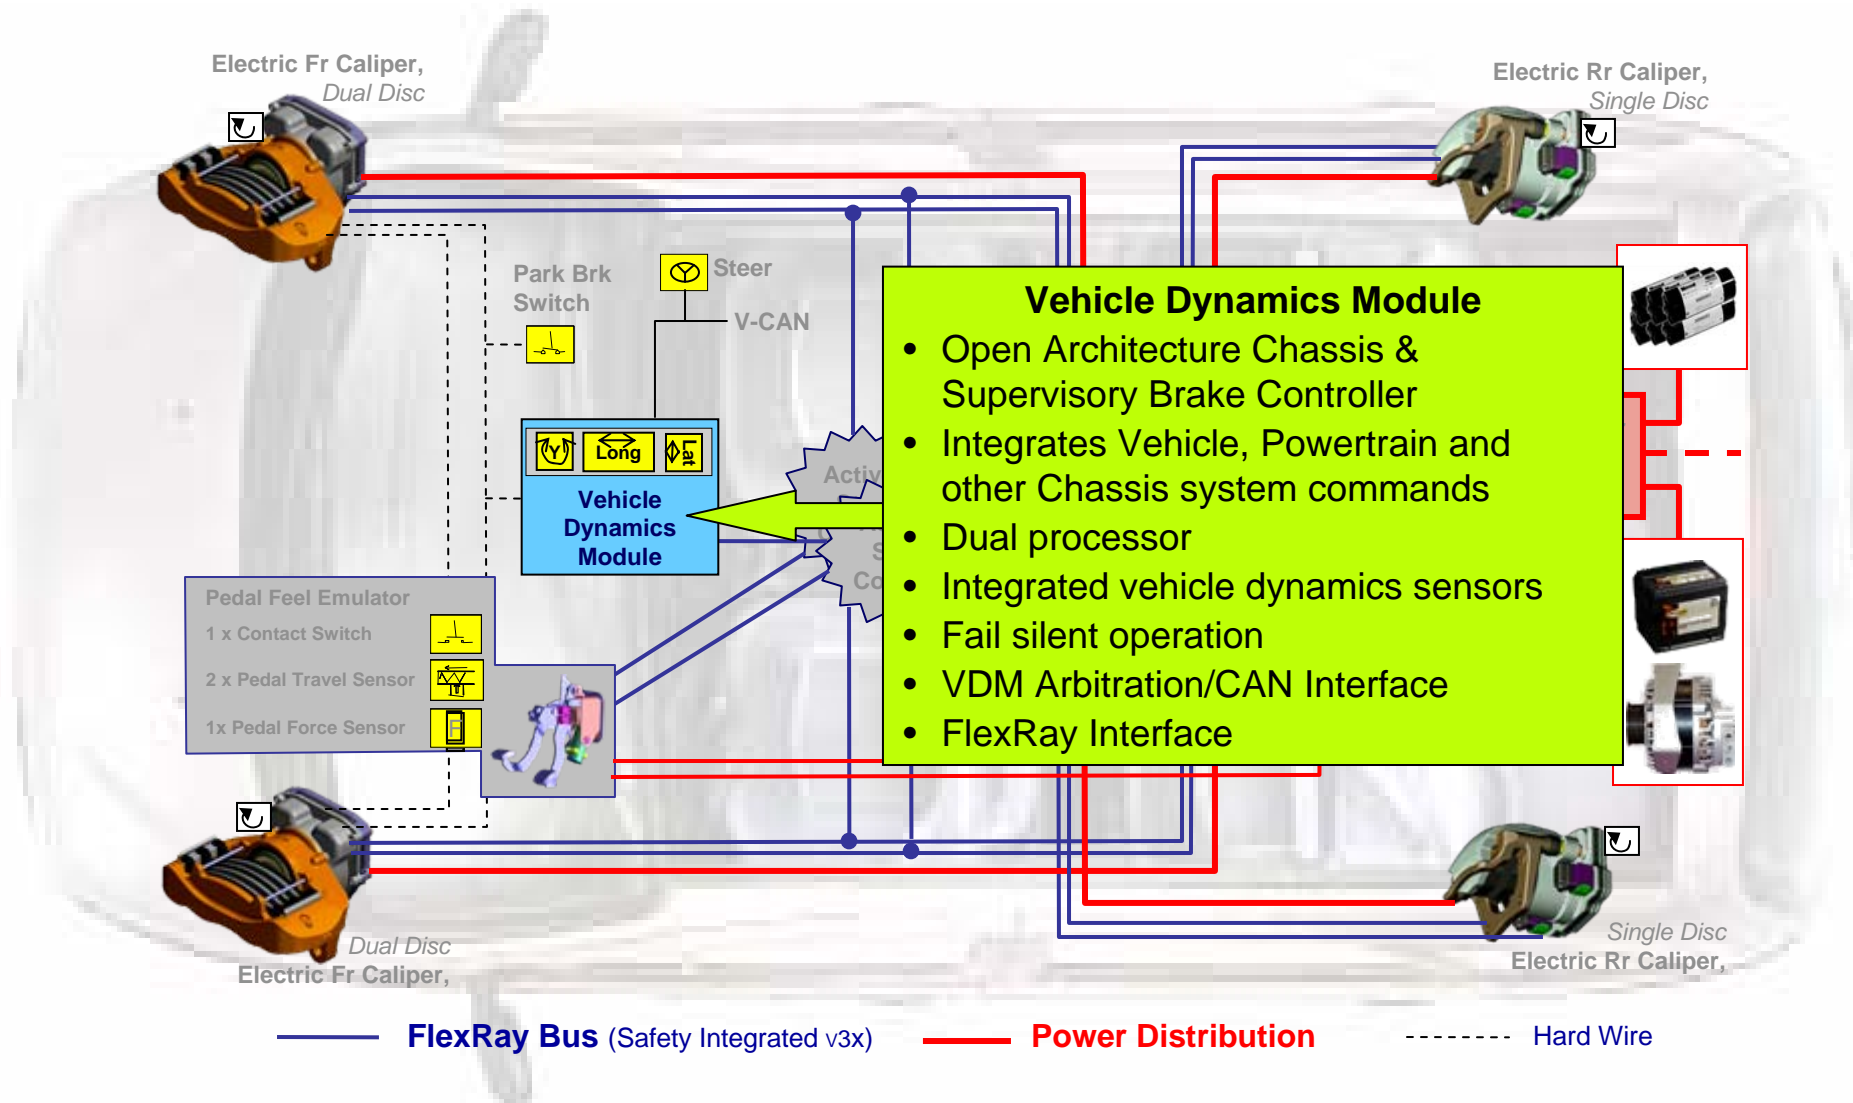 Electric Fr Caliper,
Dual Disc
Electric Rr Caliper,
Single Disc
Park Brk
Switch
Steer
V-CAN
Y
Long
Lat
Vehicle
Dynamics
Module
Vehicle Dynamics Module
• Open Architecture Chassis &
Supervisory Brake Controller
• Integrates Vehicle, Powertrain and
other Chassis system commands
• Dual processor
• Integrated vehicle dynamics sensors
• Fail silent operation
• VDM Arbitration/CAN Interface
• FlexRay Interface
Pedal Feel Emulator
1 x Contact Switch
2 x Pedal Travel Sensor
1x Pedal Force Sensor
F
Dual Disc
Electric Fr Caliper,
Single Disc
Electric Rr Caliper,
FlexRay Bus (Safety Integrated v3x)
Power Distribution
Hard Wire